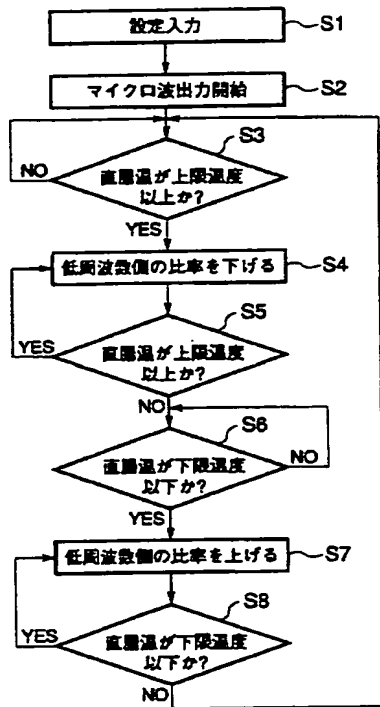 設定入力
S1
マイクロ波出力開始
S2
S3
直腸温が上限温度
以上か?
NO
YES
低周波数側の比率を下げる
S4
S5
直腸温が上限温度
以上か?
YES
NO
S6
直腸温が下限温度
以下か?
NO
YES
低周波数側の比率を上げる
S7
S8
直腸温が下限温度
以下か?
YES
NO